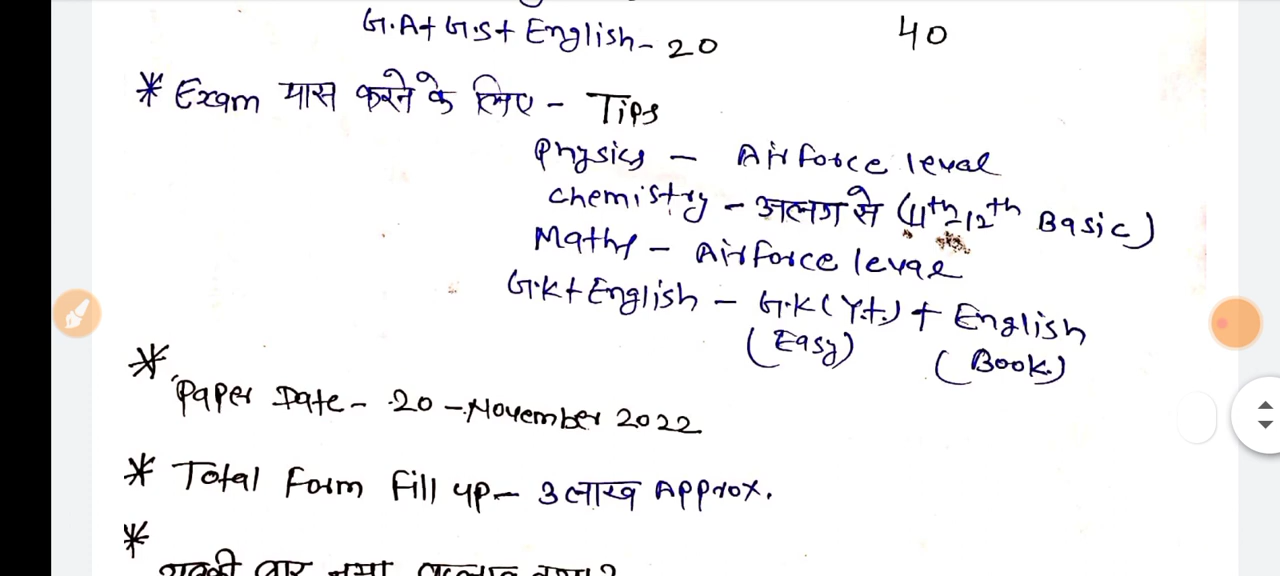 G.A+ G.S+ English - 20 40
* Exam पास करने के लिए - Tips
Physics - Airforce level
Chemistry - अलग से (11th, 12th Basic)
Maths - Airforce level
G.K+ English - G.K (Y.t.) + English
(Easy) (Book)
*
Paper Date - 20 - November 2022
* Total Form Fill up - 3 लाख Approx.
*